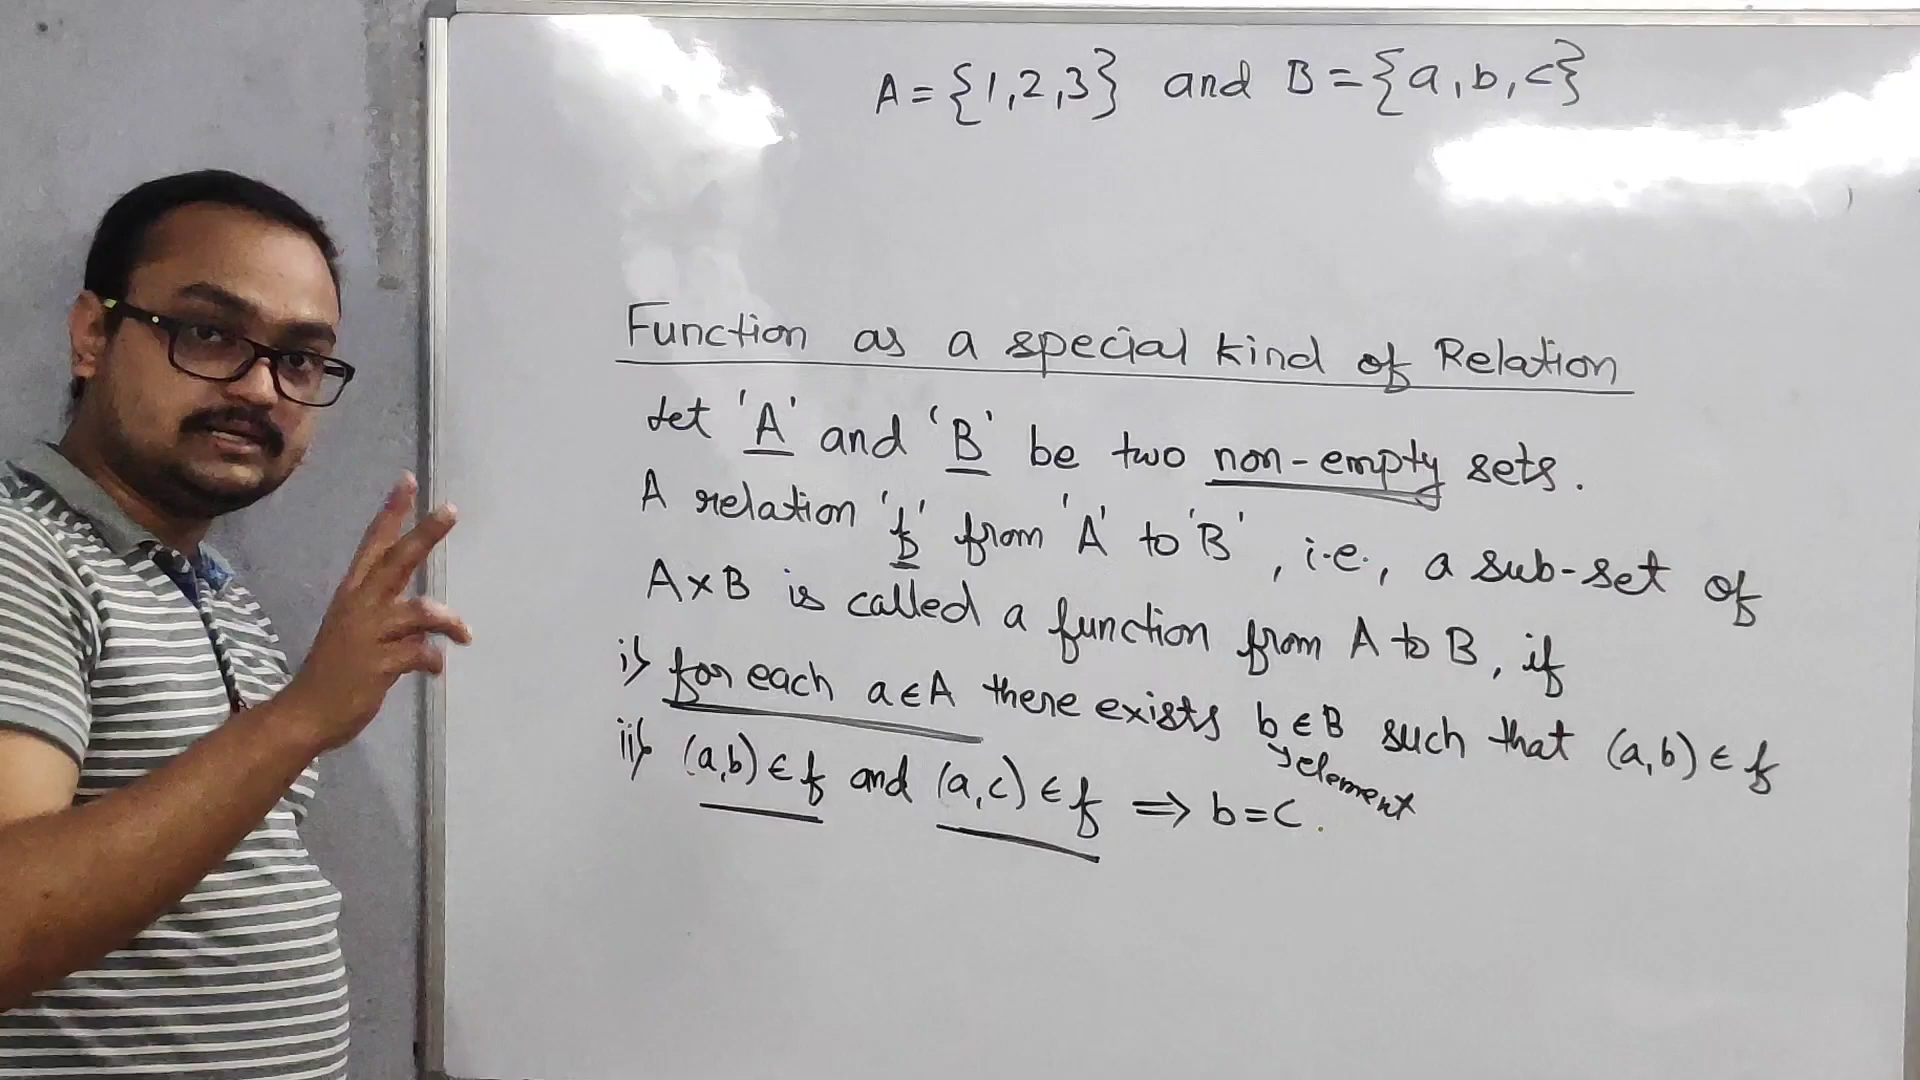 A = {1,2,3} and B = {a, b, c}
Function as a special kind of Relation
Let 'A' and 'B' be two non-empty sets.
A relation 'f' from 'A' to 'B', i.e., a sub-set of
A×B is called a function from A to B, if
i) for each a∈A there exists b∈B such that (a,b)∈f
element
ii) (a,b)∈f and (a,c)∈f ⇒ b=c.